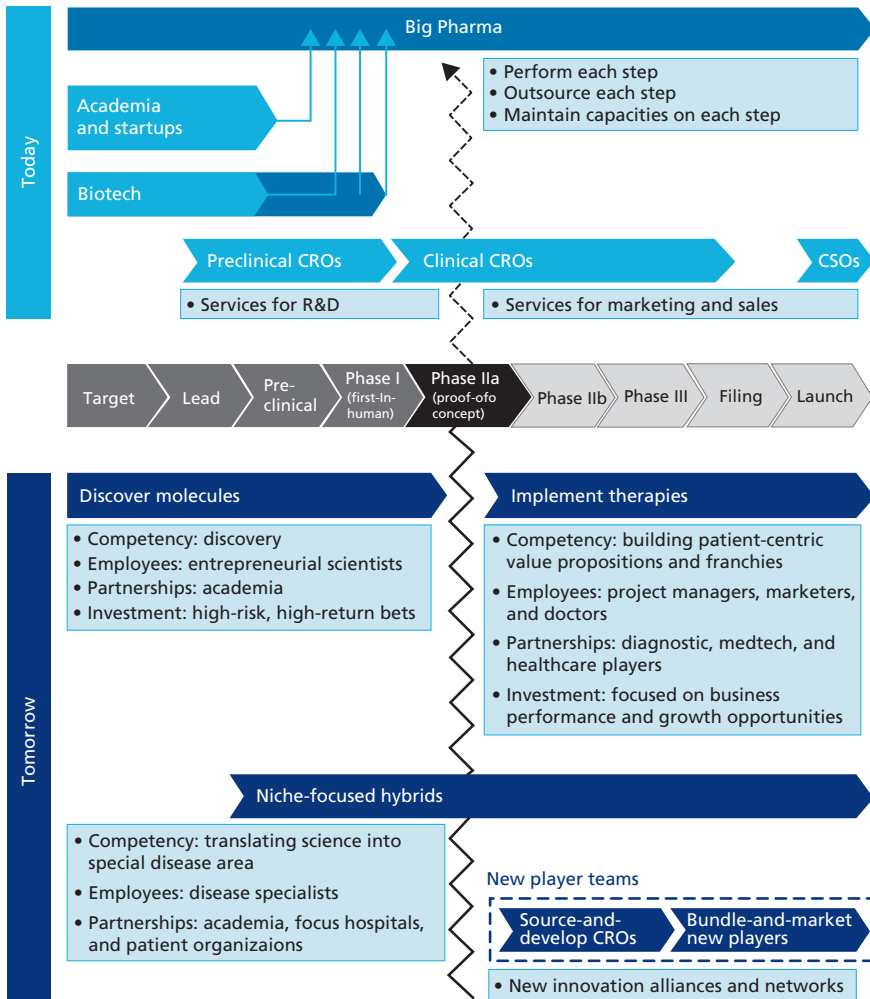 Today
Big Pharma
• Perform each step
• Outsource each step
• Maintain capacities on each step
Academia
and startups
Biotech
Preclinical CROs
Clinical CROs
CSOs
• Services for R&D
• Services for marketing and sales
Target
Lead
Pre-
clinical
Phase I
(first-In-
human)
Phase IIa
(proof-ofo
concept)
Phase IIb
Phase III
Filing
Launch
Tomorrow
Discover molecules
• Competency: discovery
• Employees: entrepreneurial scientists
• Partnerships: academia
• Investment: high-risk, high-return bets
Implement therapies
• Competency: building patient-centric
value propositions and franchies
• Employees: project managers, marketers,
and doctors
• Partnerships: diagnostic, medtech, and
healthcare players
• Investment: focused on business
performance and growth opportunities
Niche-focused hybrids
• Competency: translating science into
special disease area
• Employees: disease specialists
• Partnerships: academia, focus hospitals,
and patient organizaions
New player teams
Source-and-
develop CROs
Bundle-and-market
new players
• New innovation alliances and networks